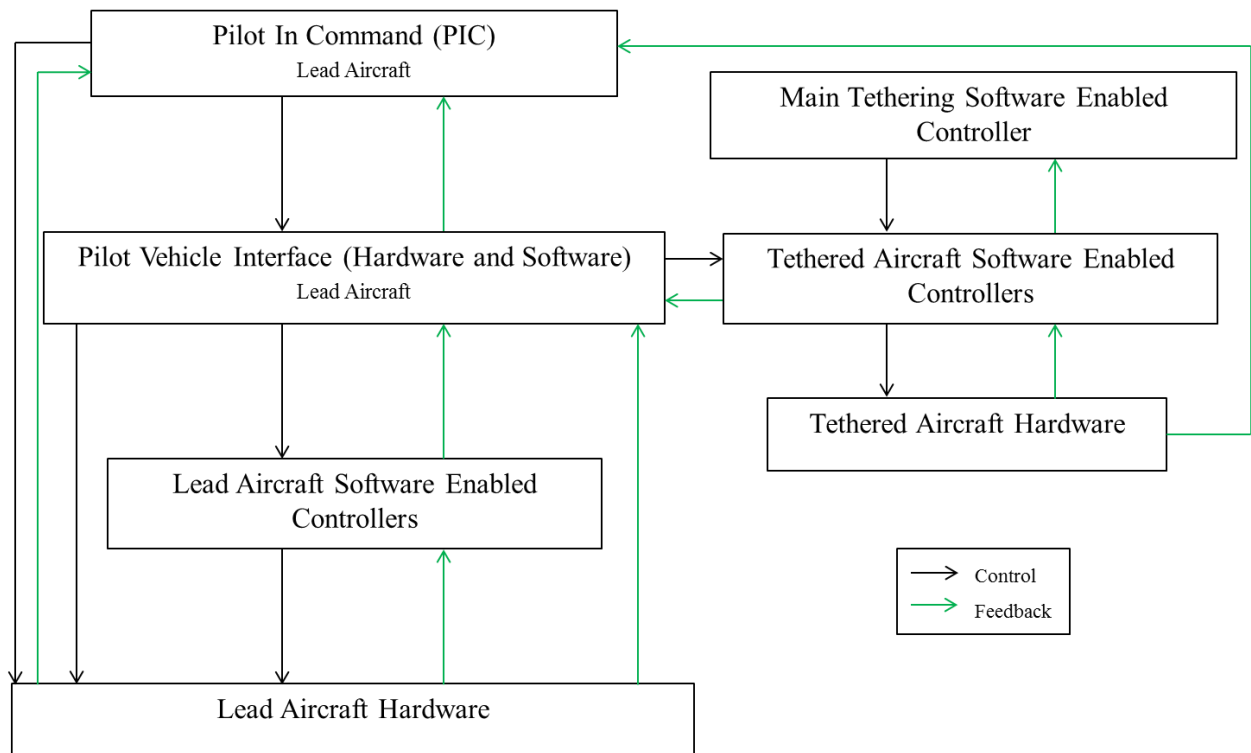 Pilot In Command (PIC)
Lead Aircraft
Main Tethering Software Enabled
Controller
Pilot Vehicle Interface (Hardware and Software)
Lead Aircraft
Tethered Aircraft Software Enabled
Controllers
Tethered Aircraft Hardware
Lead Aircraft Software Enabled
Controllers
Control
Feedback
Lead Aircraft Hardware